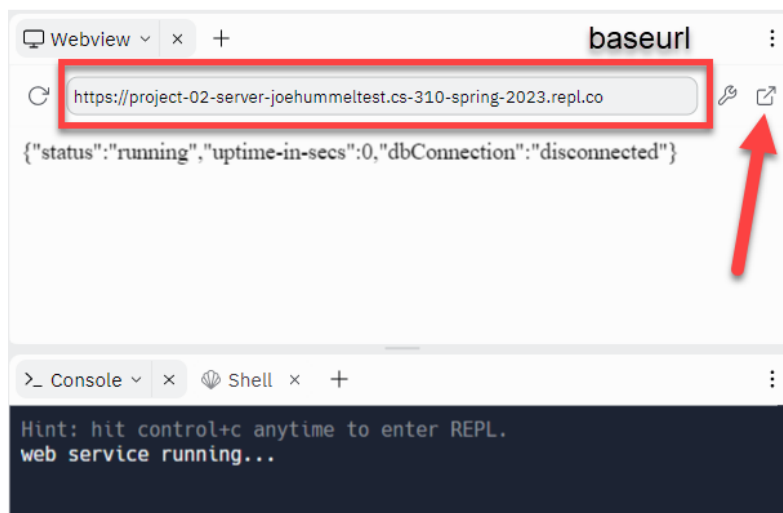 Webview
baseurl
https://project-02-server-joehummeltest.cs-310-spring-2023.repl.co
{"status":"running","uptime-in-secs":0,"dbConnection":"disconnected"}
>_ Console
Shell
Hint: hit control+c anytime to enter REPL.
web service running...